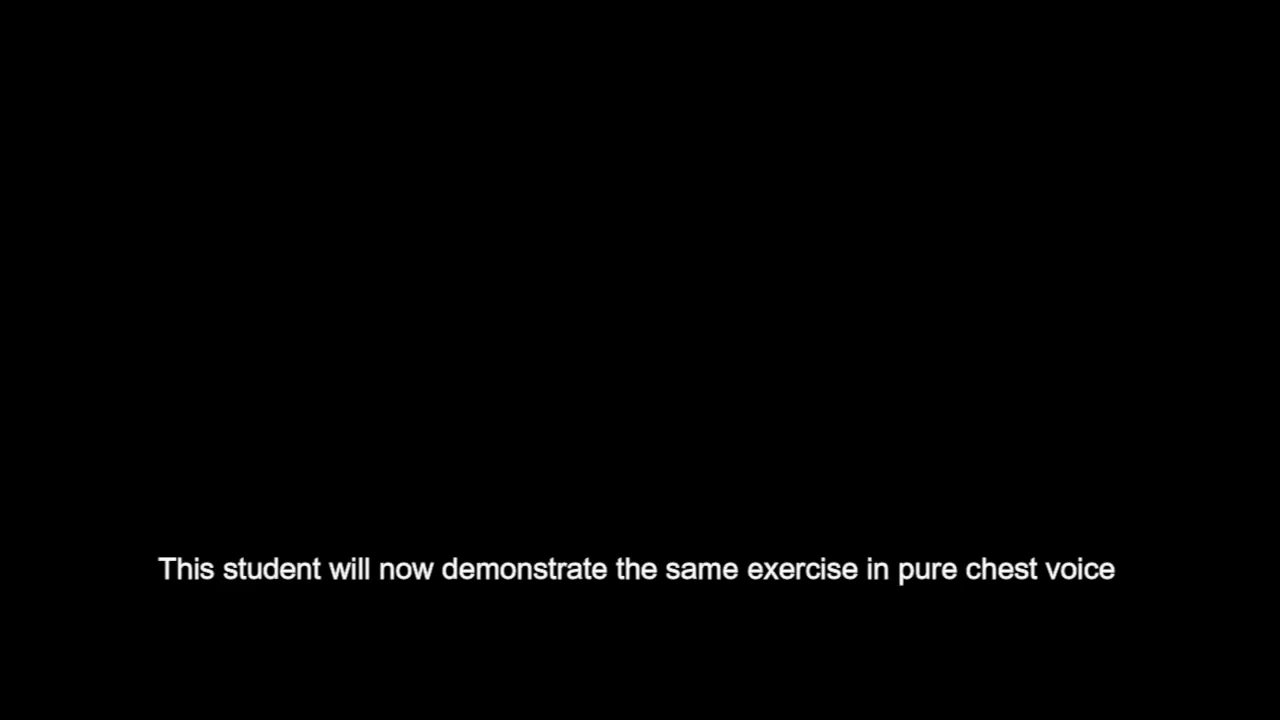 This student will now demonstrate the same exercise in pure chest voice